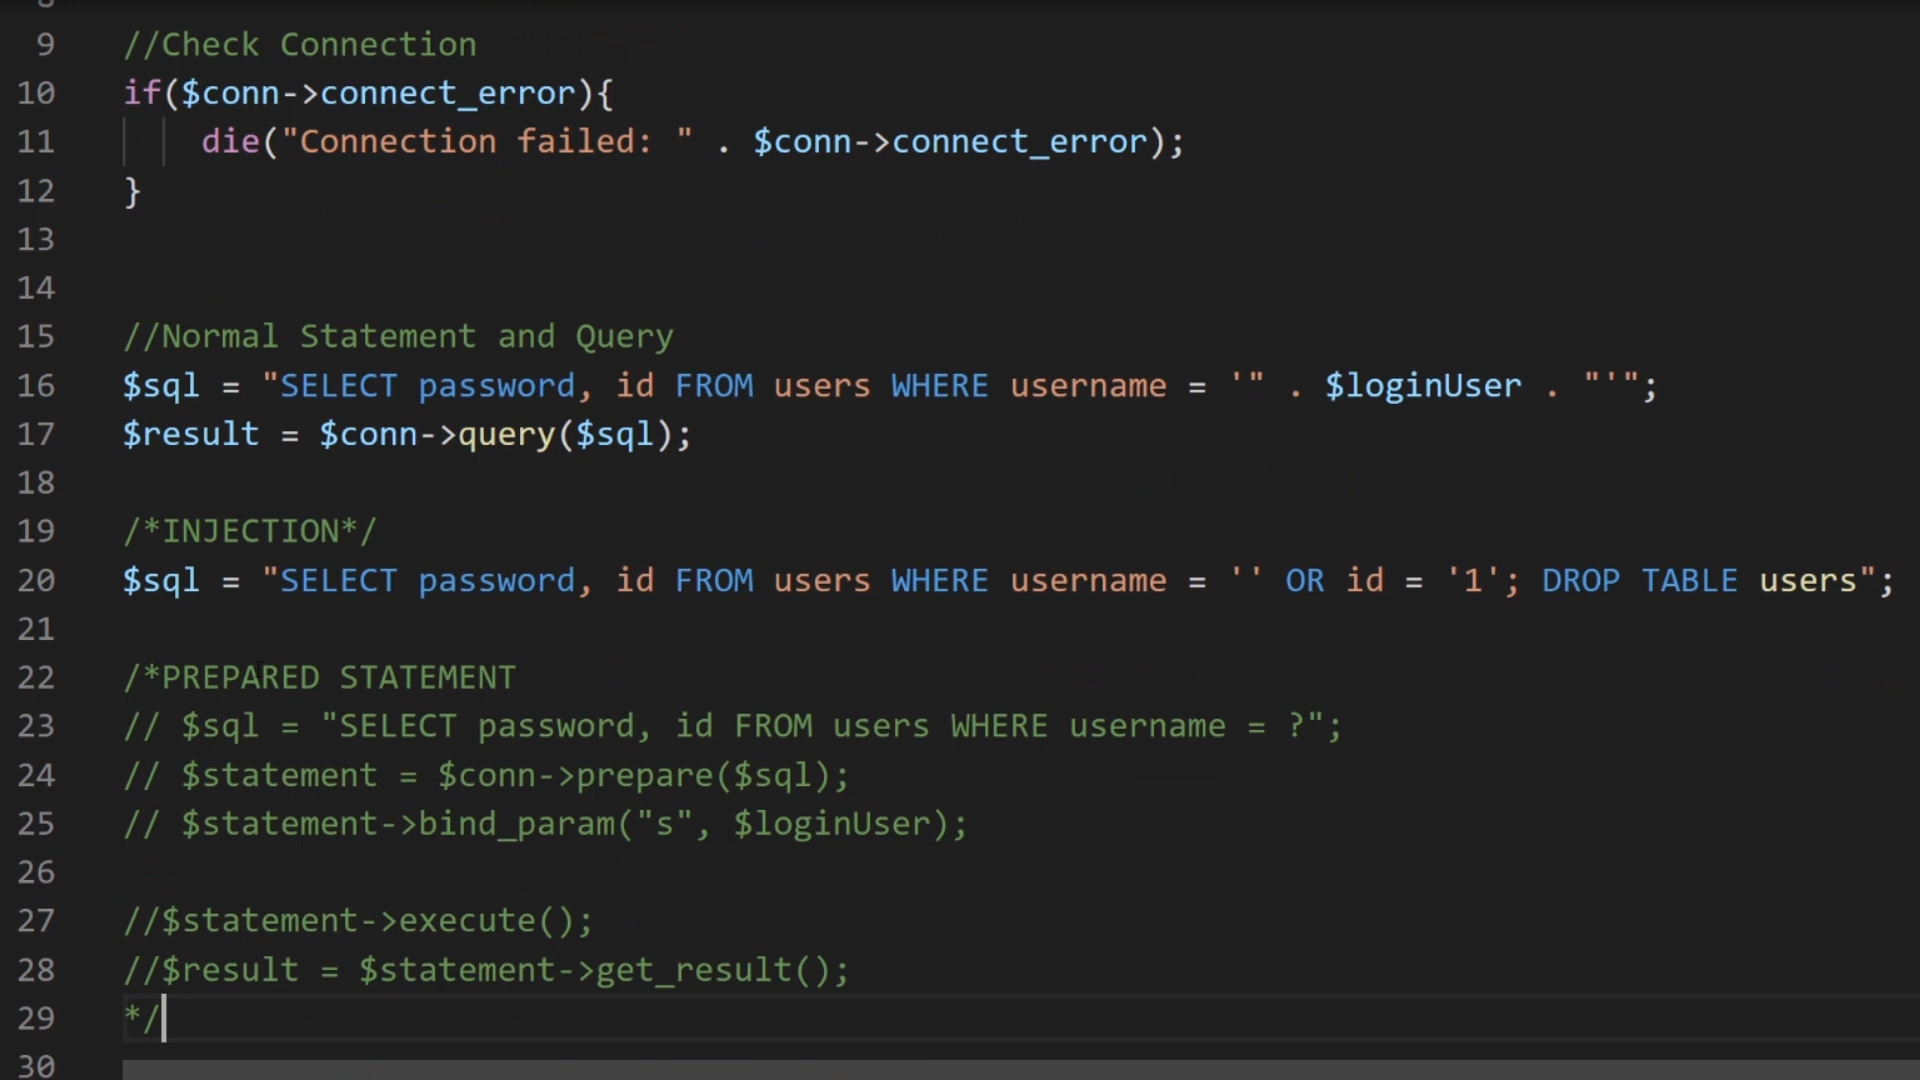 9 //Check Connection
10 if($conn->connect_error){
11 die("Connection failed: " . $conn->connect_error);
12 }
13
14
15 //Normal Statement and Query
16 $sql = "SELECT password, id FROM users WHERE username = '" . $loginUser . "'";
17 $result = $conn->query($sql);
18
19 /*INJECTION*/
20 $sql = "SELECT password, id FROM users WHERE username = '' OR id = '1'; DROP TABLE users";
21
22 /*PREPARED STATEMENT
23 // $sql = "SELECT password, id FROM users WHERE username = ?";
24 // $statement = $conn->prepare($sql);
25 // $statement->bind_param("s", $loginUser);
26
27 //$statement->execute();
28 //$result = $statement->get_result();
29 */
30